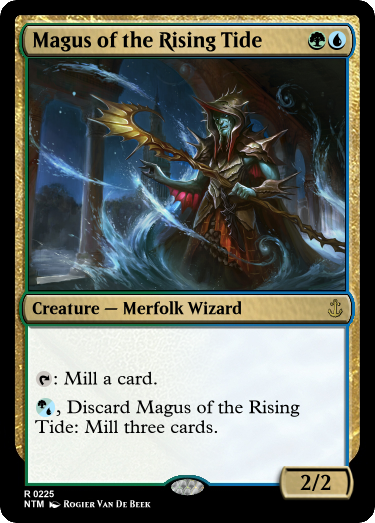 Magus of the Rising Tide
Creature — Merfolk Wizard
: Mill a card.
, Discard Magus of the Rising
Tide: Mill three cards.
2/2
R 0225
NTM Rogier Van De Beek